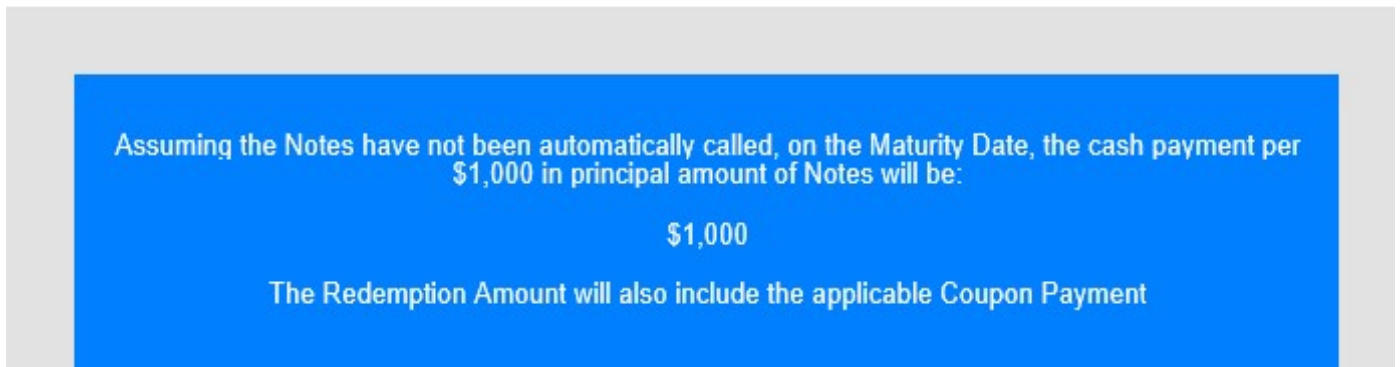 Assuming the Notes have not been automatically called, on the Maturity Date, the cash payment per
$1,000 in principal amount of Notes will be:
$1,000
The Redemption Amount will also include the applicable Coupon Payment